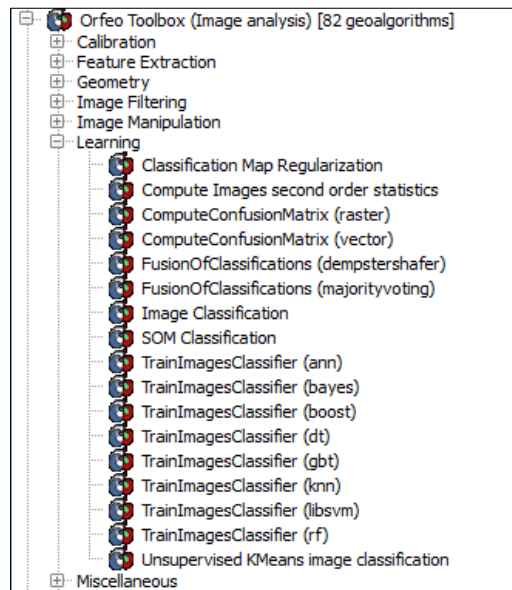 Orfeo Toolbox (Image analysis) [82 geoalgorithms]
Calibration
Feature Extraction
Geometry
Image Filtering
Image Manipulation
Learning
Classification Map Regularization
Compute Images second order statistics
ComputeConfusionMatrix (raster)
ComputeConfusionMatrix (vector)
FusionOfClassifications (dempstershafer)
FusionOfClassifications (majorityvoting)
Image Classification
SOM Classification
TrainImagesClassifier (ann)
TrainImagesClassifier (bayes)
TrainImagesClassifier (boost)
TrainImagesClassifier (dt)
TrainImagesClassifier (gbt)
TrainImagesClassifier (knn)
TrainImagesClassifier (libsvm)
TrainImagesClassifier (rf)
Unsupervised KMeans image classification
Miscellaneous